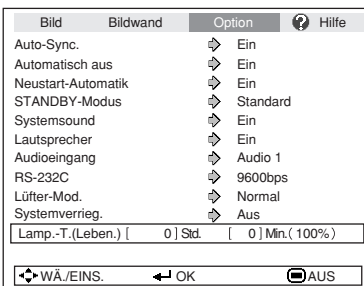 Bild Bildwand Option ? Hilfe
Auto-Sync. Ein
Automatisch aus Ein
Neustart-Automatik Ein
STANDBY-Modus Standard
Systemsound Ein
Lautsprecher Ein
Audioeingang Audio 1
RS-232C 9600bps
Lüfter-Mod. Normal
Systemverrieg. Aus
Lamp.-T.(Leben.) [ 0 ] Std. [ 0 ] Min.( 100%)
WÄ./EINS. OK AUS